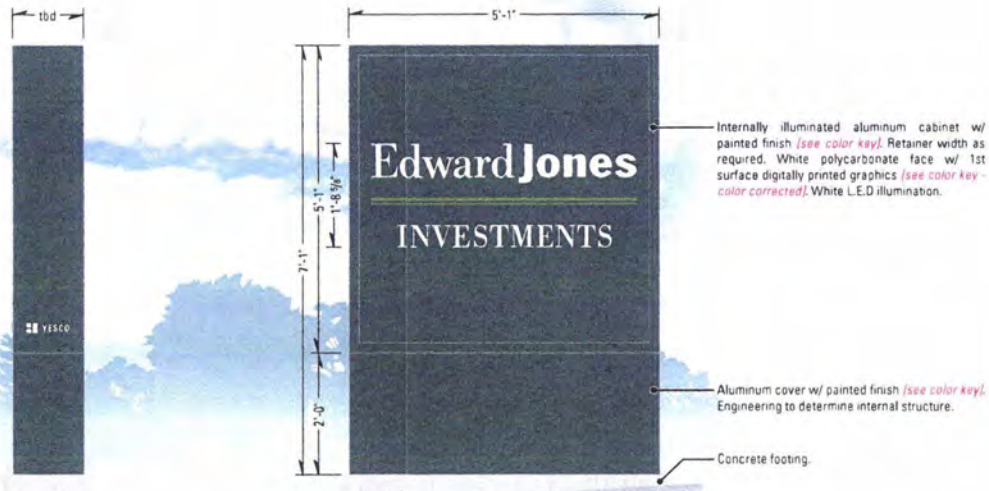 tbd
5'-1"
7'-1"
5'-1"
1'-8 5/8"
2'-0"
Edward Jones
INVESTMENTS
YESCO
Internally illuminated aluminum cabinet w/
painted finish [see color key]. Retainer width as
required. White polycarbonate face w/ 1st
surface digitally printed graphics [see color key -
color corrected]. White L.E.D illumination.
Aluminum cover w/ painted finish [see color key].
Engineering to determine internal structure.
Concrete footing.